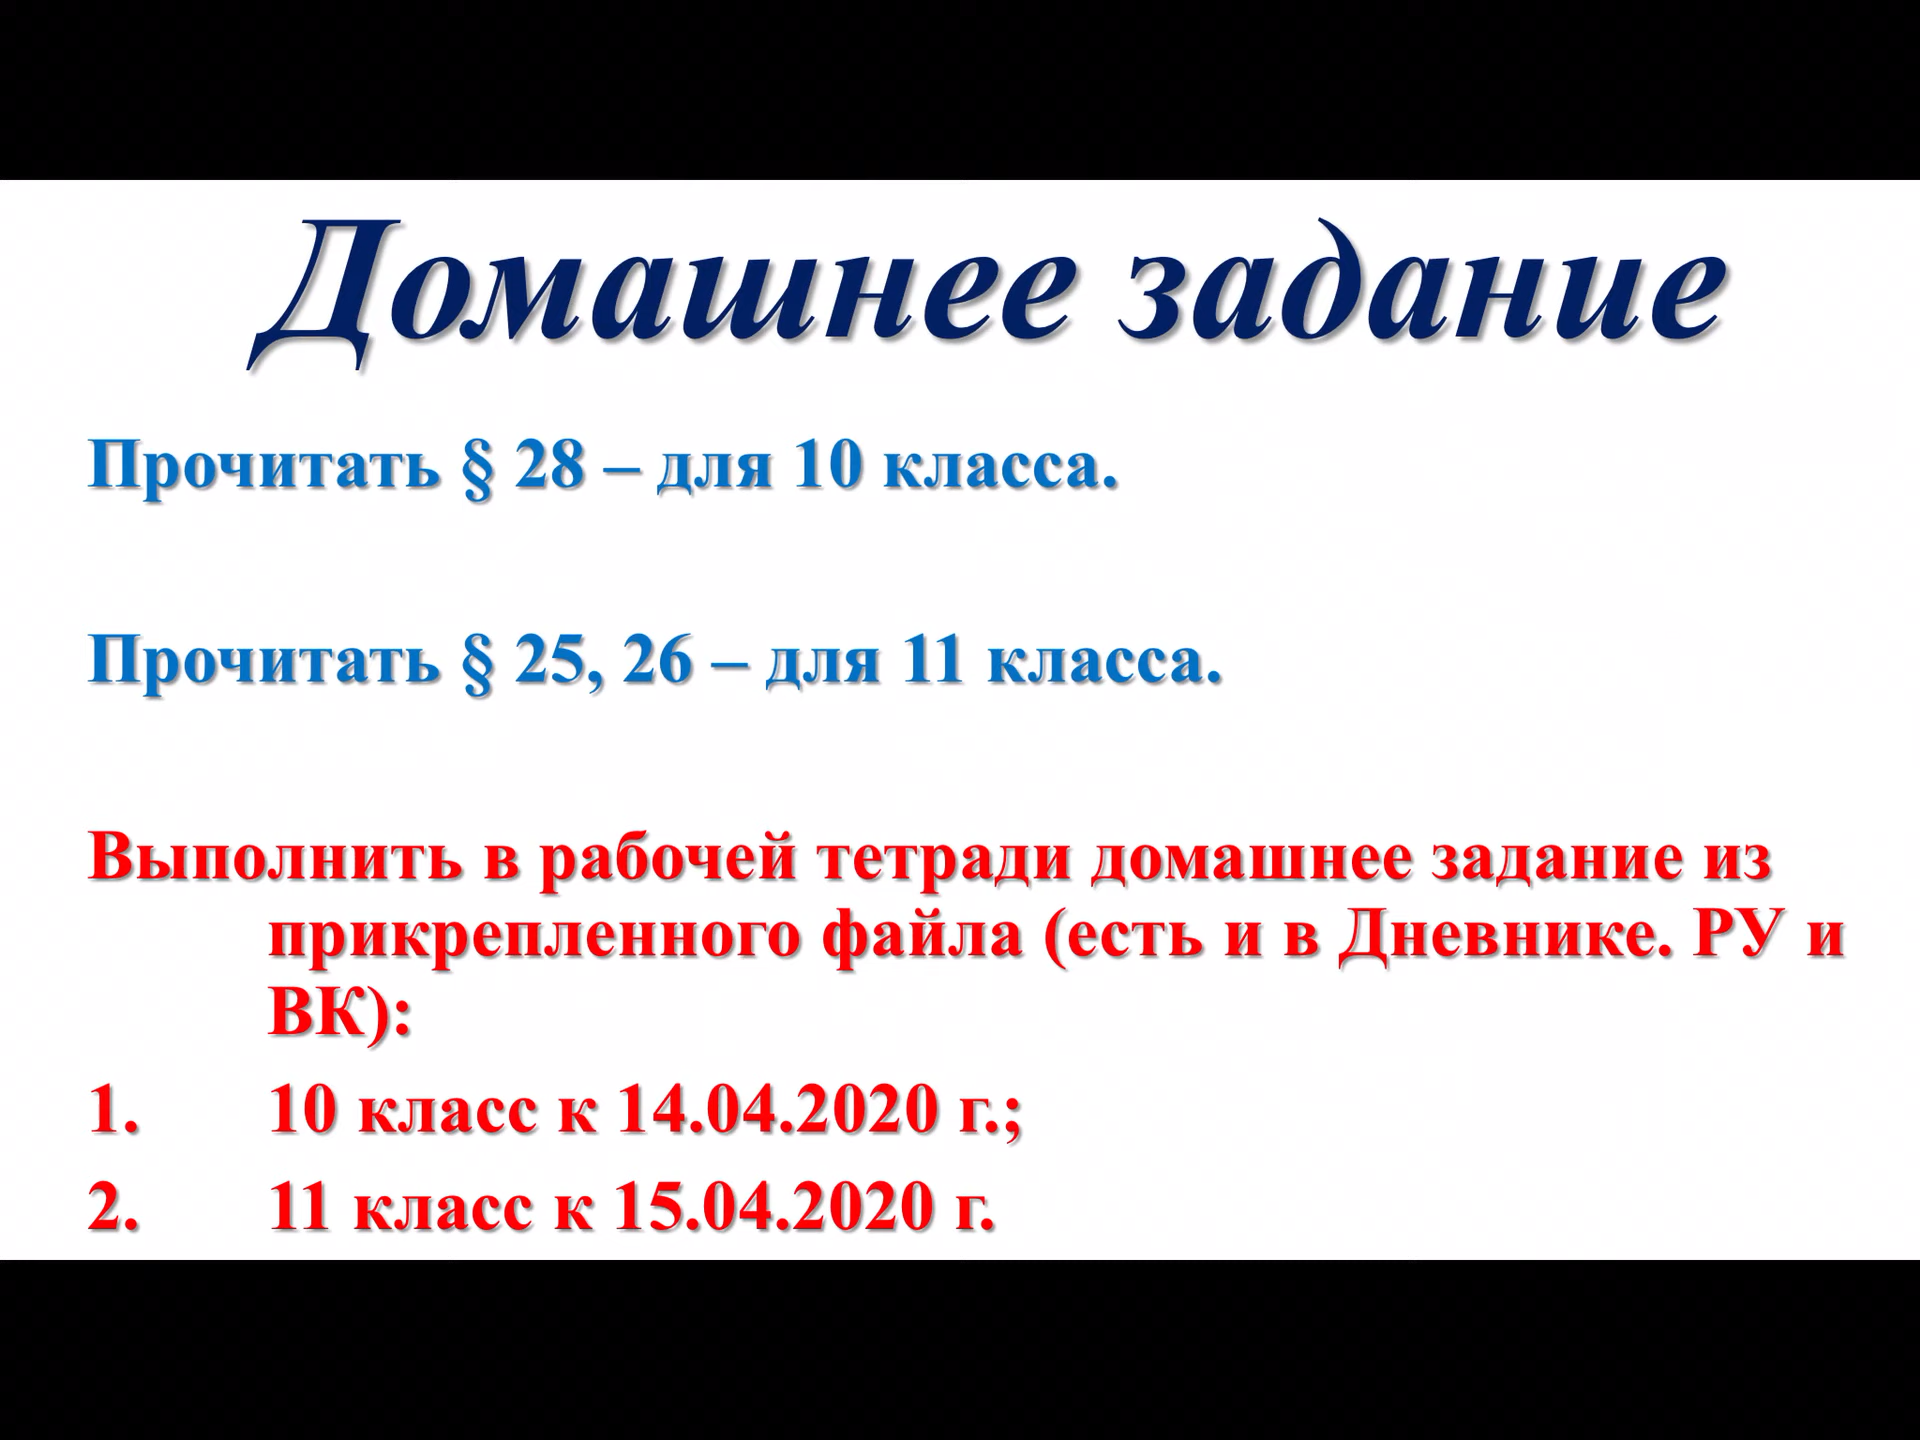 Домашнее задание
Прочитать § 28 – для 10 класса.
Прочитать § 25, 26 – для 11 класса.
Выполнить в рабочей тетради домашнее задание из
прикрепленного файла (есть и в Дневнике. РУ и
ВК):
1. 10 класс к 14.04.2020 г.;
2. 11 класс к 15.04.2020 г.